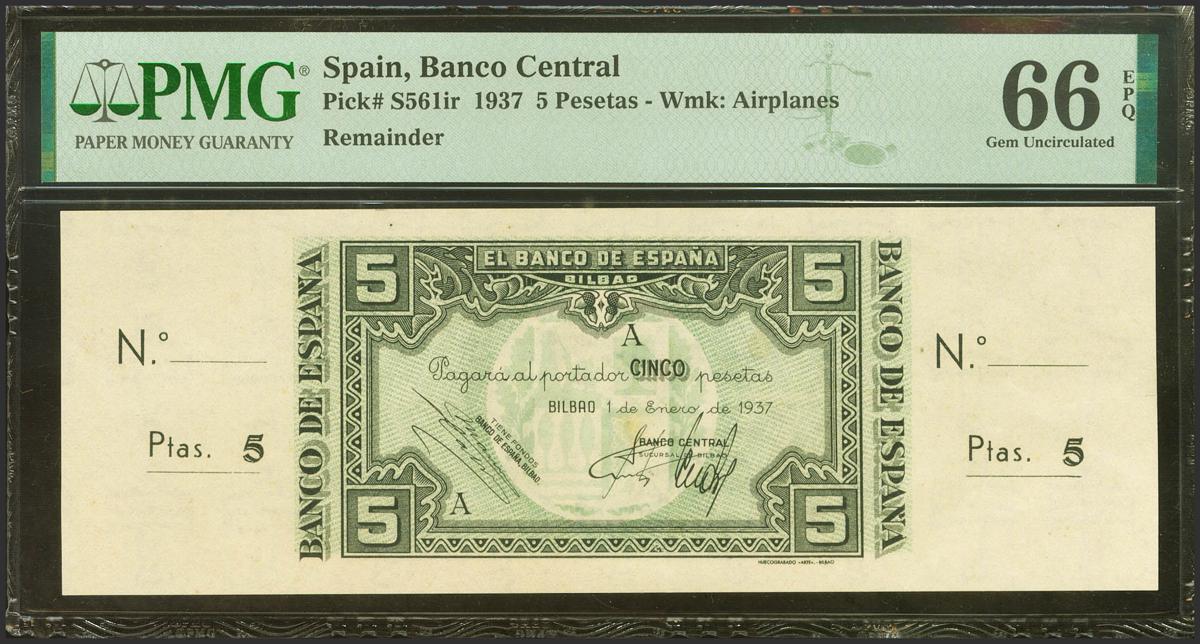 PMG®
PAPER MONEY GUARANTY
Spain, Banco Central
Pick# S561ir 1937 5 Pesetas - Wmk: Airplanes
Remainder
66 EPQ
Gem Uncirculated
N.º
Ptas. 5
BANCO DE ESPAÑA
5
EL BANCO DE ESPAÑA
BILBAO
5
A
Pagará al portador CINCO pesetas
BILBAO 1 de Enero de 1937
TIENE FONDOS
BANCO DE ESPAÑA, BILBAO.
BANCO CENTRAL
SUCURSAL DE BILBAO
A
5
5
HUECOGRABADO «ARTE».-BILBAO
BANCO DE ESPAÑA
N.º
Ptas. 5